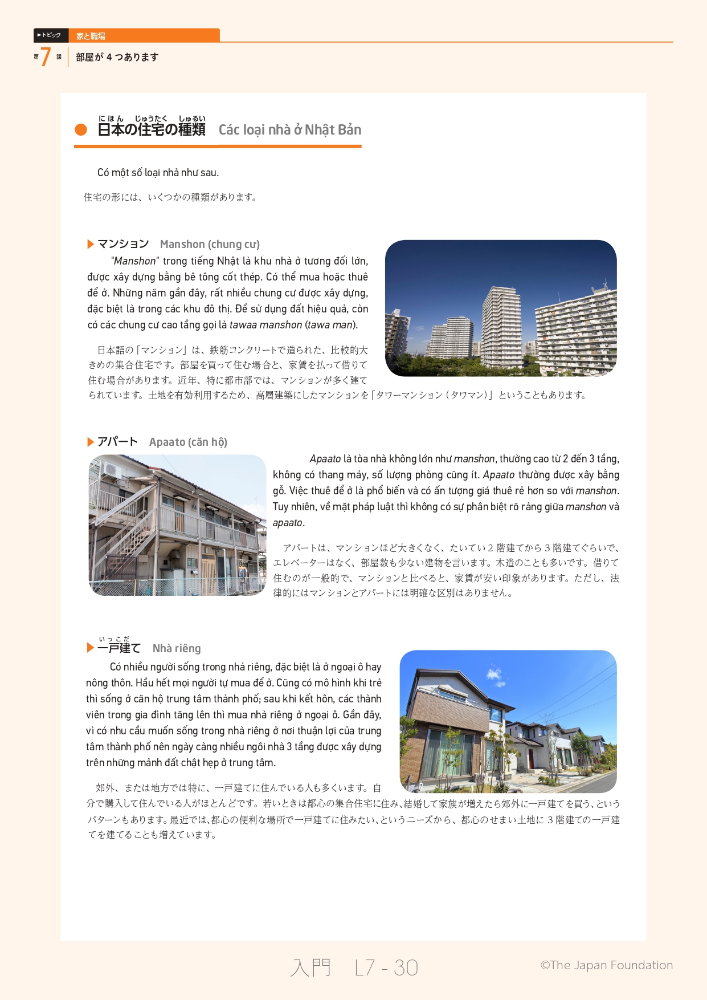 ▶トピック 家と職場
第7課 部屋が 4 つあります
にほん じゅうたく しゅるい
● 日本の住宅の種類 Các loại nhà ở Nhật Bản
Có một số loại nhà như sau.
住宅の形には、いくつかの種類があります。
▶マンション Manshon (chung cư)
"Manshon" trong tiếng Nhật là khu nhà ở tương đối lớn,
được xây dựng bằng bê tông cốt thép. Có thể mua hoặc thuê
để ở. Những năm gần đây, rất nhiều chung cư được xây dựng,
đặc biệt là trong các khu đô thị. Để sử dụng đất hiệu quả, còn
có các chung cư cao tầng gọi là tawaa manshon (tawa man).
日本語の「マンション」は、鉄筋コンクリートで造られた、比較的大
きめの集合住宅です。部屋を買って住む場合と、家賃を払って借りて
住む場合があります。近年、特に都市部では、マンションが多く建て
られています。土地を有効利用するため、高層建築にしたマンションを「タワーマンション（タワマン）」ということもあります。
▶アパート Apaato (căn hộ)
Apaato là tòa nhà không lớn như manshon, thường cao từ 2 đến 3 tầng,
không có thang máy, số lượng phòng cũng ít. Apaato thường được xây bằng
gỗ. Việc thuê để ở là phổ biến và có ấn tượng giá thuê rẻ hơn so với manshon.
Tuy nhiên, về mặt pháp luật thì không có sự phân biệt rõ ràng giữa manshon và
apaato.
アパートは、マンションほど大きくなく、たいてい 2 階建てから 3 階建てぐらいで、
エレベーターはなく、部屋数も少ない建物を言います。木造のことも多いです。借りて
住むのが一般的で、マンションと比べると、家賃が安い印象があります。ただし、法
律的にはマンションとアパートには明確な区別はありません。
いっこだ
▶一戸建て Nhà riêng
Có nhiều người sống trong nhà riêng, đặc biệt là ở ngoại ô hay
nông thôn. Hầu hết mọi người tự mua để ở. Cũng có mô hình khi trẻ
thì sống ở căn hộ trung tâm thành phố; sau khi kết hôn, các thành
viên trong gia đình tăng lên thì mua nhà riêng ở ngoại ô. Gần đây,
vì có nhu cầu muốn sống trong nhà riêng ở nơi thuận lợi của trung
tâm thành phố nên ngày càng nhiều ngôi nhà 3 tầng được xây dựng
trên những mảnh đất chật hẹp ở trung tâm.
郊外、または地方では特に、一戸建てに住んでいる人も多くいます。自
分で購入して住んでいる人がほとんどです。若いときは都心の集合住宅に住み、結婚して家族が増えたら郊外に一戸建てを買う、という
パターンもあります。最近では、都心の便利な場所で一戸建てに住みたい、というニーズから、都心のせまい土地に 3 階建ての一戸建
てを建てることも増えています。
入門 L7 - 30
©The Japan Foundation